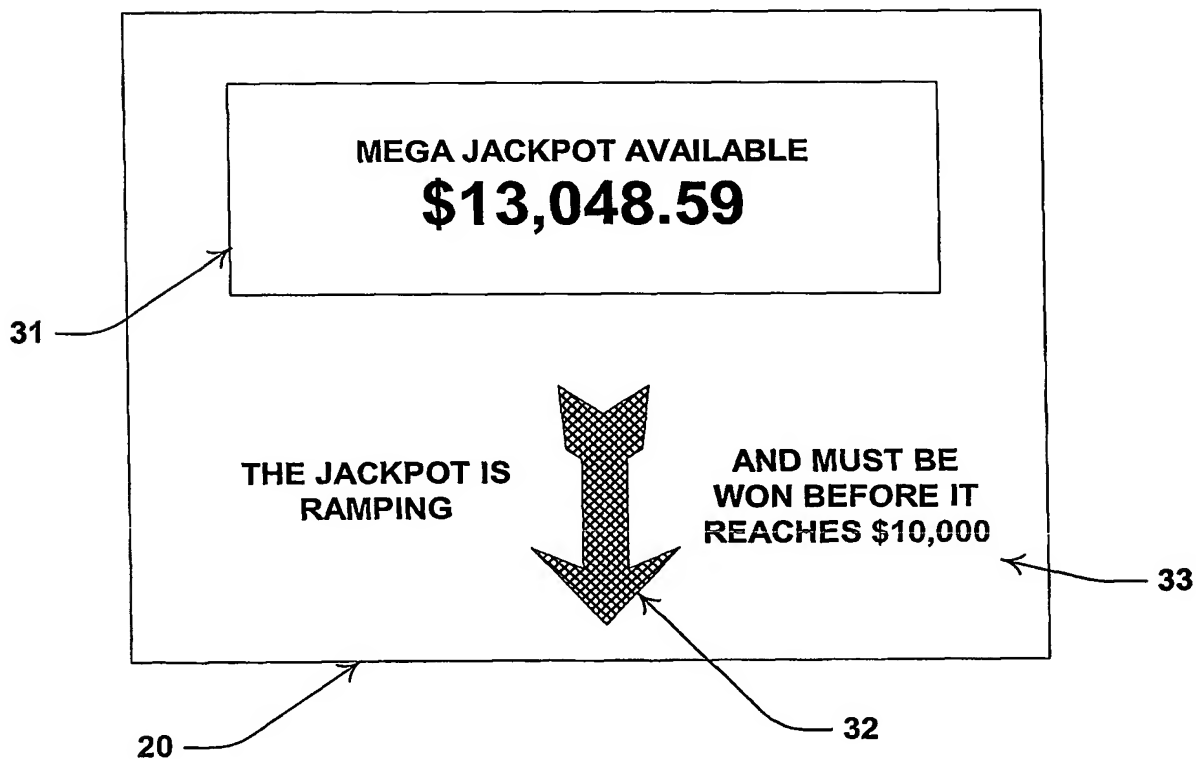 MEGA JACKPOT AVAILABLE
$13,048.59
31
THE JACKPOT IS
RAMPING
AND MUST BE
WON BEFORE IT
REACHES $10,000
33
20
32